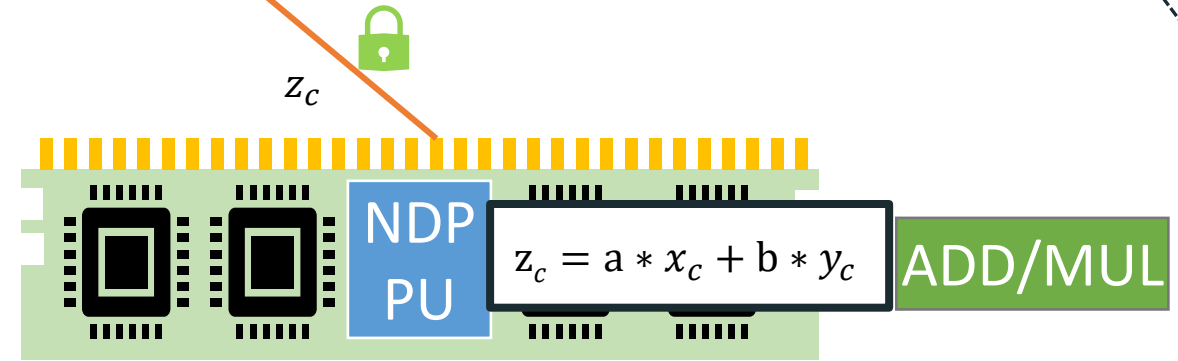 z_c
NDP
PU
z_c = a * x_c + b * y_c
ADD/MUL